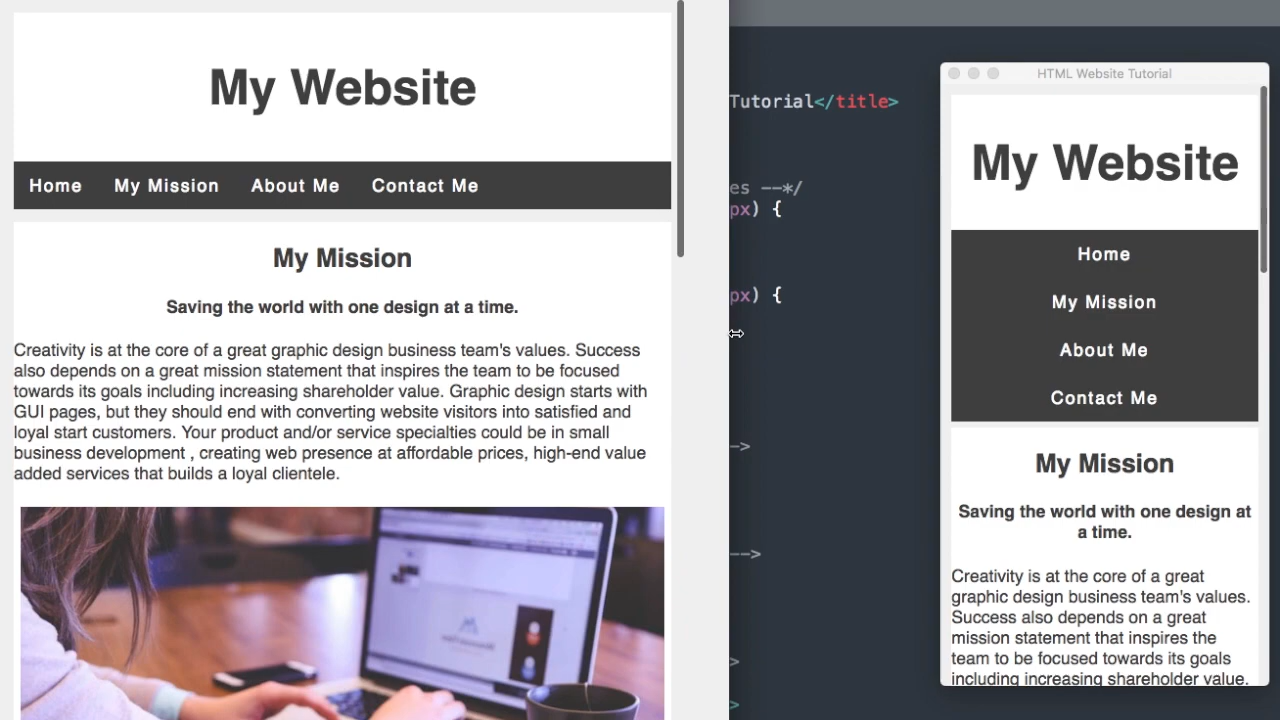 My Website
Home My Mission About Me Contact Me
My Mission
Saving the world with one design at a time.
Creativity is at the core of a great graphic design business team's values. Success
also depends on a great mission statement that inspires the team to be focused
towards its goals including increasing shareholder value. Graphic design starts with
GUI pages, but they should end with converting website visitors into satisfied and
loyal start customers. Your product and/or service specialties could be in small
business development , creating web presence at affordable prices, high-end value
added services that builds a loyal clientele.
Tutorial</title>
es --*/
px) {
px) {
->
-->
>
>
HTML Website Tutorial
My Website
Home
My Mission
About Me
Contact Me
My Mission
Saving the world with one design at
a time.
Creativity is at the core of a great
graphic design business team's values.
Success also depends on a great
mission statement that inspires the
team to be focused towards its goals
including increasing shareholder value.